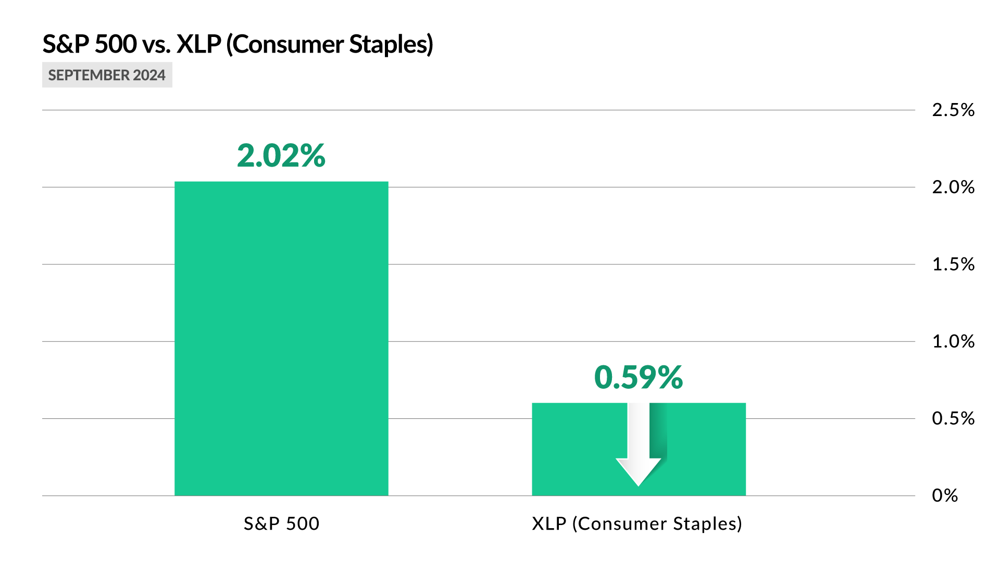 S&P 500 vs. XLP (Consumer Staples)
SEPTEMBER 2024
2.5%
2.02%
2.0%
1.5%
1.0%
0.59%
0.5%
0%
S&P 500
XLP (Consumer Staples)